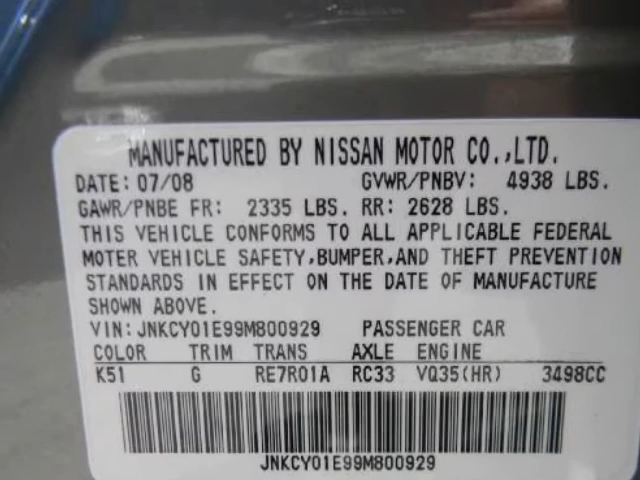 MANUFACTURED BY NISSAN MOTOR CO.,LTD.
DATE: 07/08 GVWR/PNBV: 4938 LBS.
GAWR/PNBE FR: 2335 LBS. RR: 2628 LBS.
THIS VEHICLE CONFORMS TO ALL APPLICABLE FEDERAL
MOTER VEHICLE SAFETY,BUMPER,AND THEFT PREVENTION
STANDARDS IN EFFECT ON THE DATE OF MANUFACTURE
SHOWN ABOVE.
VIN:JNKCY01E99M800929 PASSENGER CAR
COLOR TRIM TRANS AXLE ENGINE
K51 G RE7R01A RC33 VQ35(HR) 3498CC
JNKCY01E99M800929